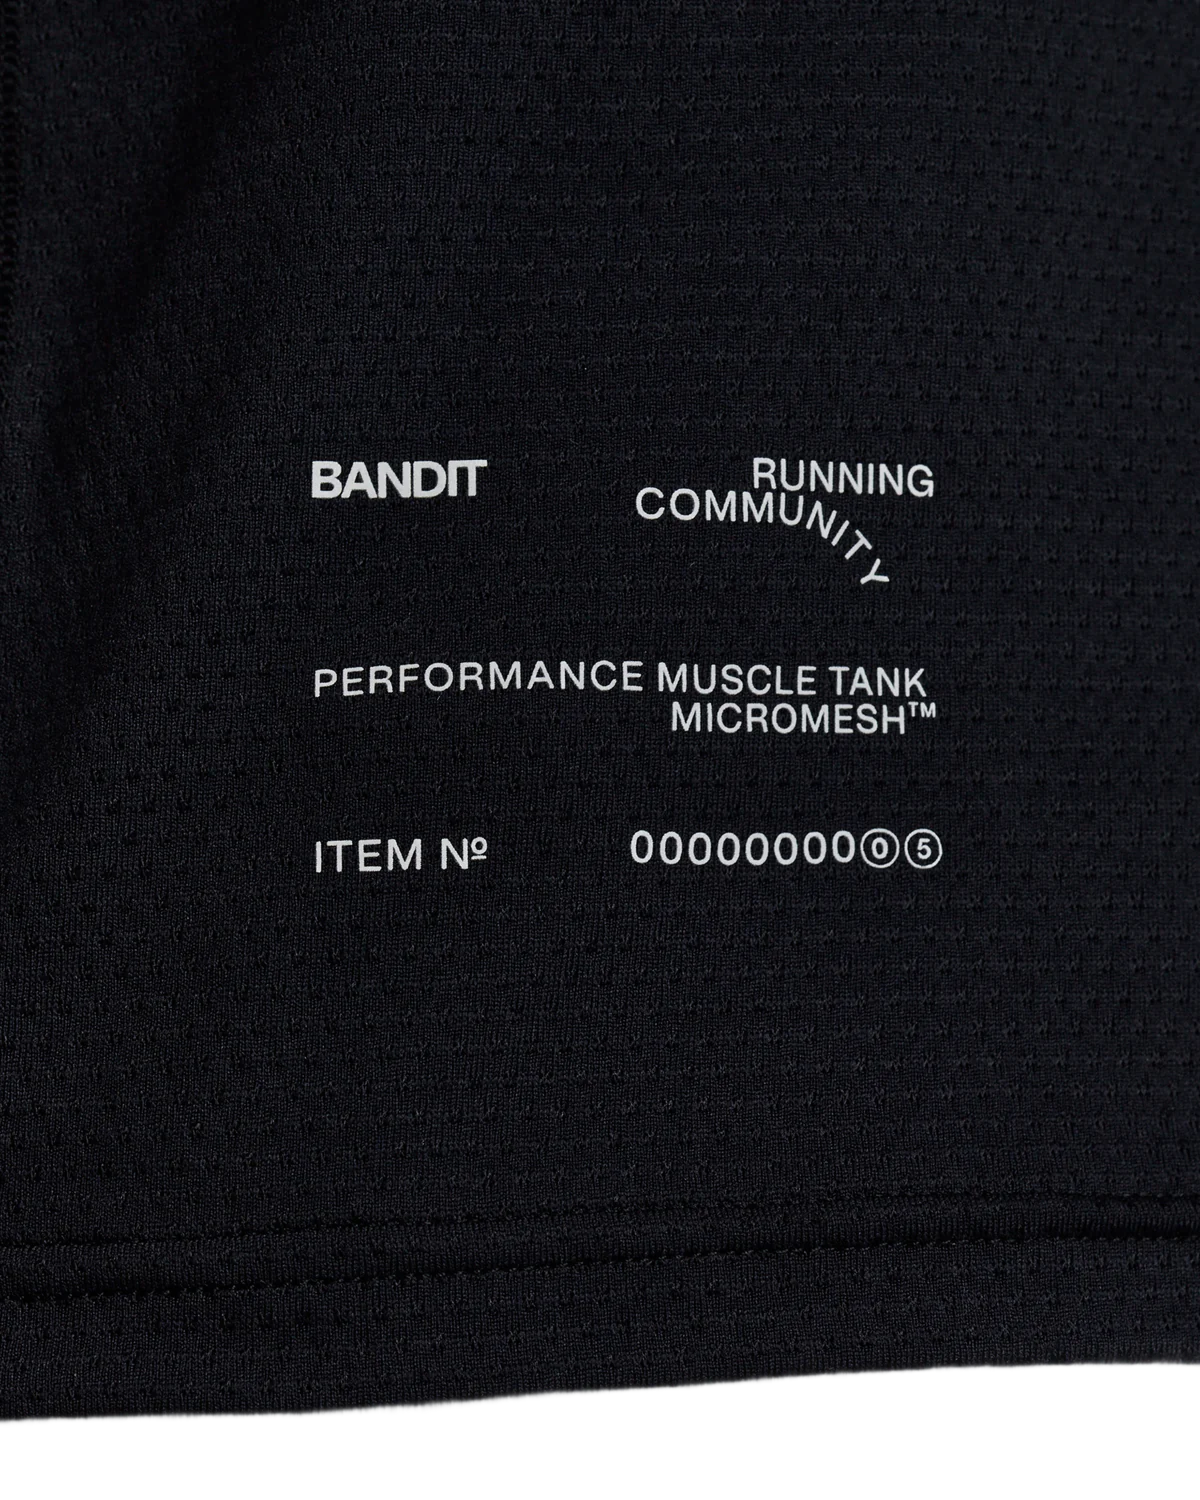 BANDIT RUNNING
COMMUNITY
PERFORMANCE MUSCLE TANK
MICROMESH™
ITEM Nº 00000000⓪⑤